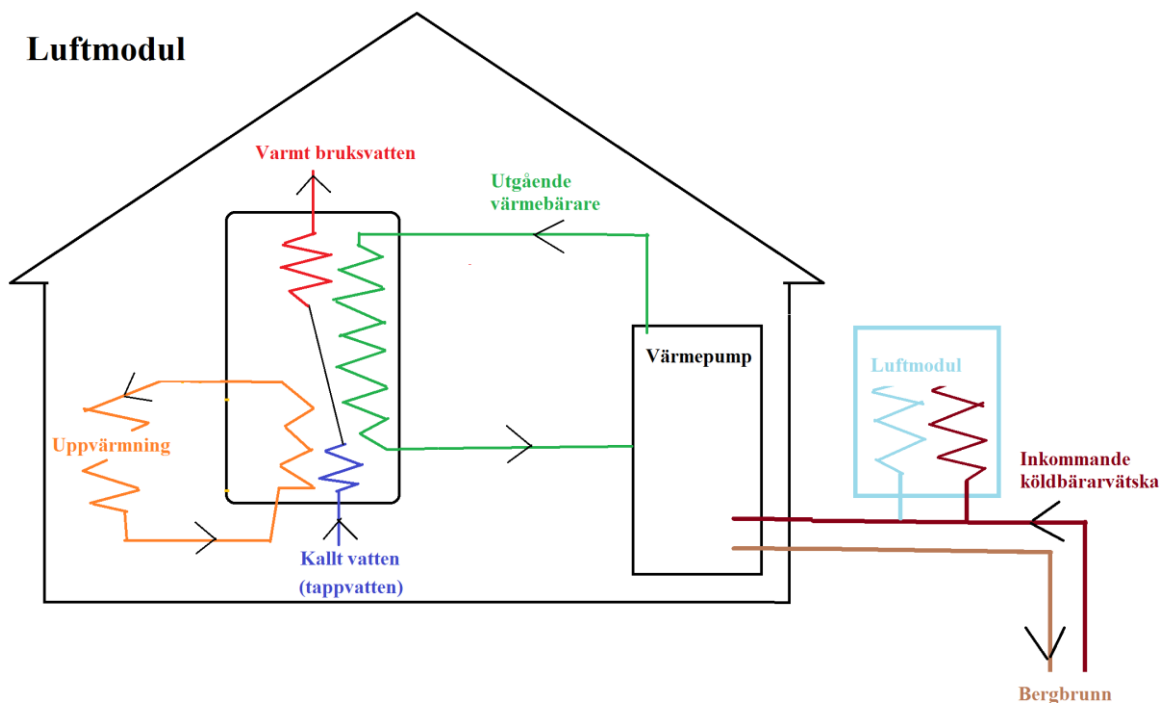 Luftmodul
Varmt bruksvatten
Utgående
värmebärare
Värmepump
Luftmodul
Uppvärmning
Inkommande
köldbärarvätska
Kallt vatten
(tappvatten)
Bergbrunn